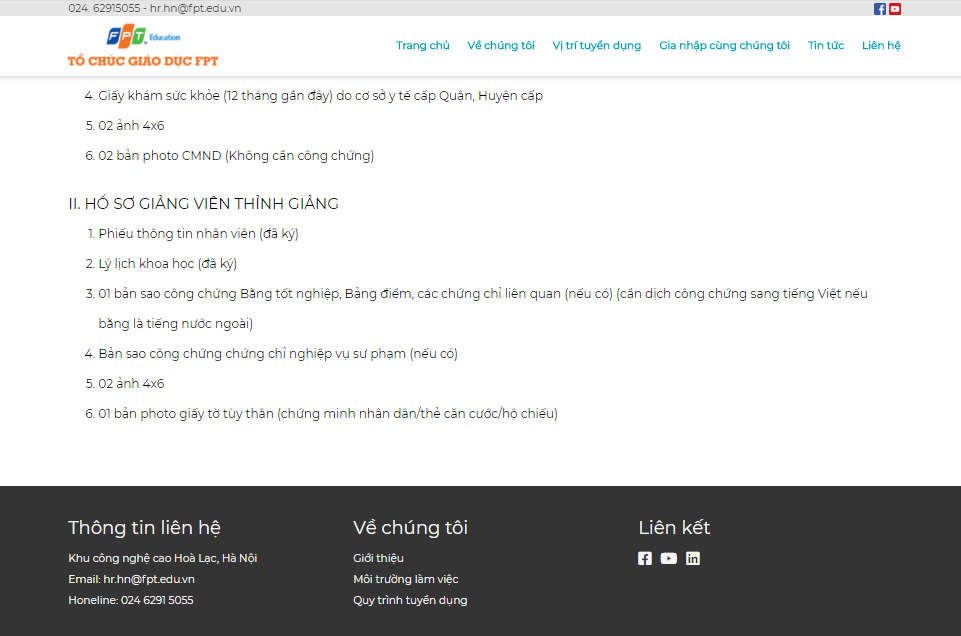 024. 62915055 - hr.hn@fpt.edu.vn
FPT Education
TỔ CHỨC GIÁO DỤC FPT
Trang chủ Về chúng tôi Vị trí tuyển dụng Gia nhập cùng chúng tôi Tin tức Liên hệ
4. Giấy khám sức khỏe (12 tháng gần đây) do cơ sở y tế cấp Quận, Huyện cấp
5. 02 ảnh 4x6
6. 02 bản photo CMND (Không cần công chứng)
II. HỒ SƠ GIẢNG VIÊN THỈNH GIẢNG
1. Phiếu thông tin nhân viên (đã ký)
2. Lý lịch khoa học (đã ký)
3. 01 bản sao công chứng Bằng tốt nghiệp, Bảng điểm, các chứng chỉ liên quan (nếu có) (cần dịch công chứng sang tiếng Việt nếu
bằng là tiếng nước ngoài)
4. Bản sao công chứng chứng chỉ nghiệp vụ sư phạm (nếu có)
5. 02 ảnh 4x6
6. 01 bản photo giấy tờ tùy thân (chứng minh nhân dân/thẻ căn cước/hộ chiếu)
Thông tin liên hệ
Khu công nghệ cao Hoà Lạc, Hà Nội
Email: hr.hn@fpt.edu.vn
Honeline: 024 6291 5055
Về chúng tôi
Giới thiệu
Môi trường làm việc
Quy trình tuyển dụng
Liên kết